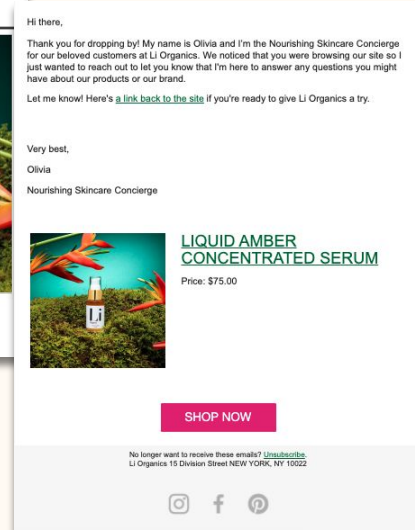 Hi there,
Thank you for dropping by! My name is Olivia and I'm the Nourishing Skincare Concierge
for our beloved customers at Li Organics. We noticed that you were browsing our site so I
just wanted to reach out to let you know that I'm here to answer any questions you might
have about our products or our brand.
Let me know! Here's a link back to the site if you're ready to give Li Organics a try.
Very best,
Olivia
Nourishing Skincare Concierge
LIQUID AMBER
CONCENTRATED SERUM
Price: $75.00
Li
SHOP NOW
No longer want to receive these emails? Unsubscribe.
Li Organics 15 Division Street NEW YORK, NY 10022